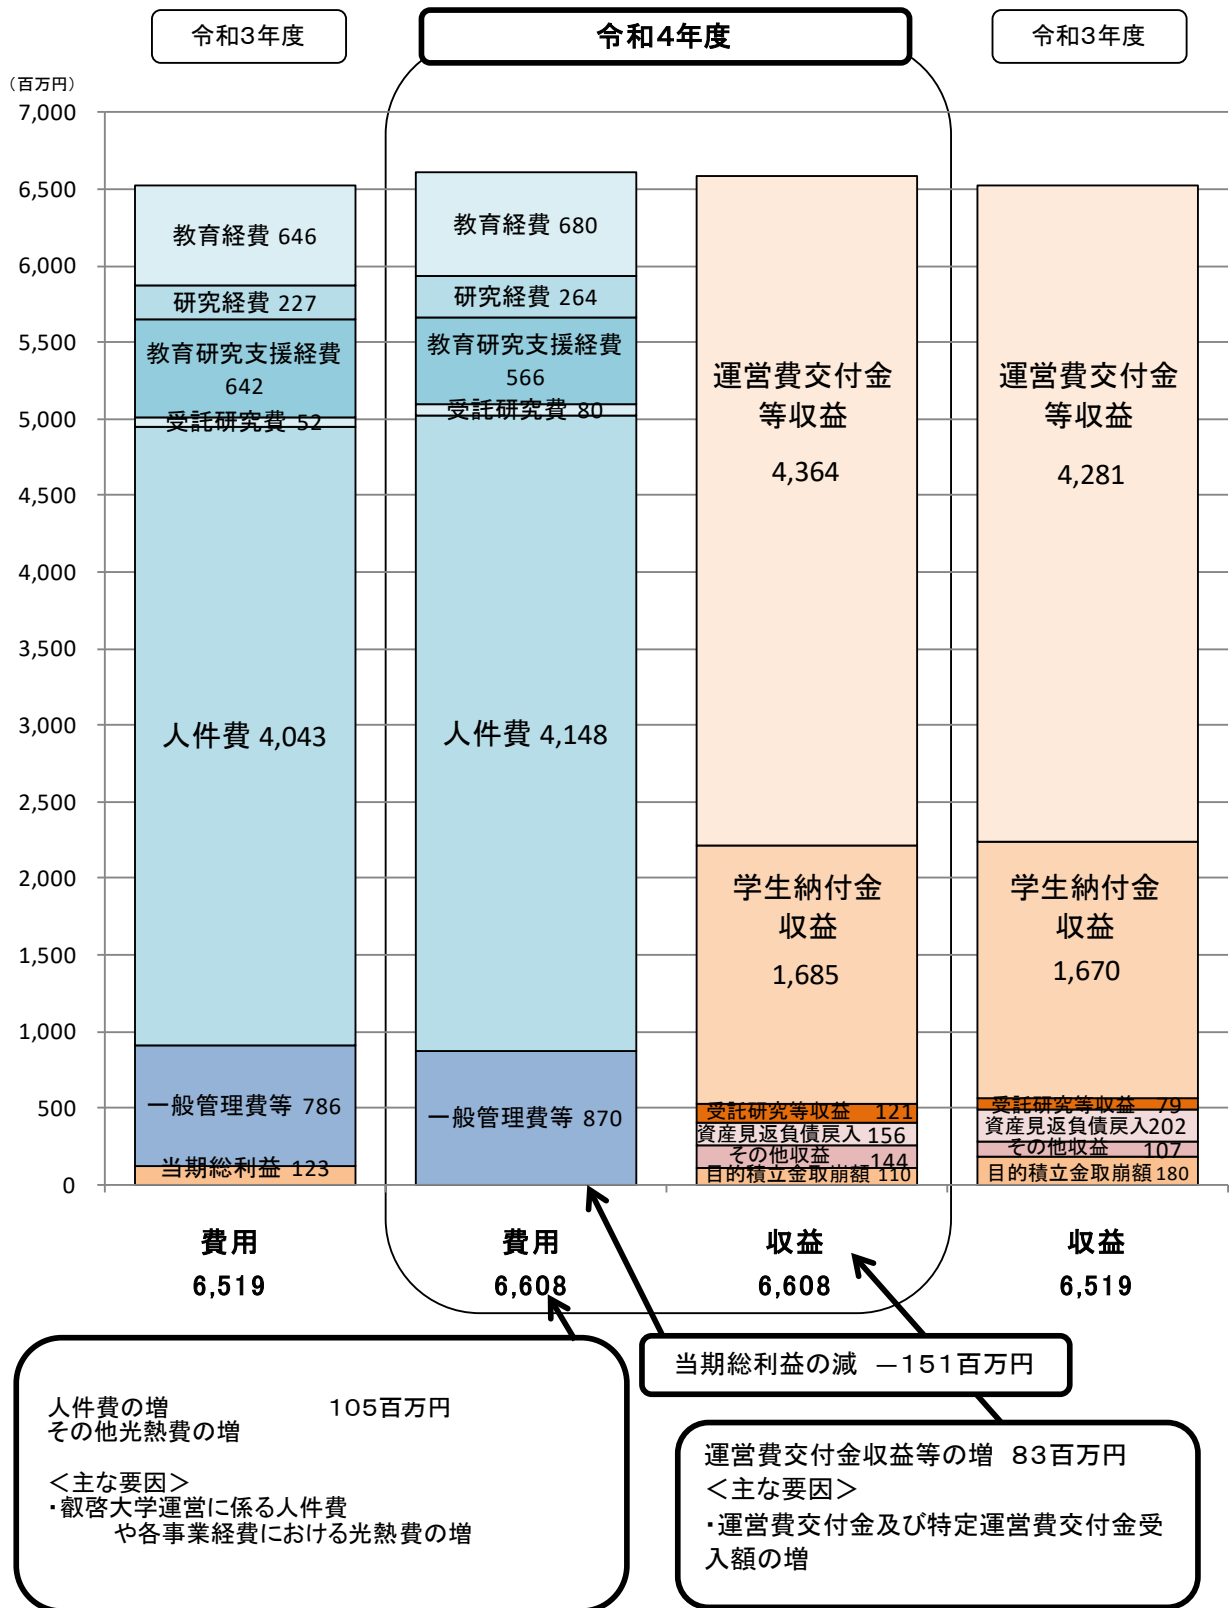 令和3年度
令和4年度
令和3年度
（百万円）
7,000
6,500
6,000
5,500
5,000
4,500
4,000
3,500
3,000
2,500
2,000
1,500
1,000
500
0
教育経費 646
研究経費 227
教育研究支援経費
642
受託研究費 52
人件費 4,043
一般管理費等 786
当期総利益 123
教育経費 680
研究経費 264
教育研究支援経費
566
受託研究費 80
人件費 4,148
一般管理費等 870
運営費交付金
等収益
4,364
学生納付金
収益
1,685
受託研究等収益 121
資産見返負債戻入 156
その他収益 144
目的積立金取崩額 110
運営費交付金
等収益
4,281
学生納付金
収益
1,670
受託研究等収益 79
資産見返負債戻入202
その他収益 107
目的積立金取崩額 180
費用
6,519
費用
6,608
収益
6,608
収益
6,519
当期総利益の減 －151百万円
人件費の増 105百万円
その他光熱費の増
＜主な要因＞
・叡啓大学運営に係る人件費
や各事業経費における光熱費の増
運営費交付金収益等の増 83百万円
＜主な要因＞
・運営費交付金及び特定運営費交付金受
入額の増